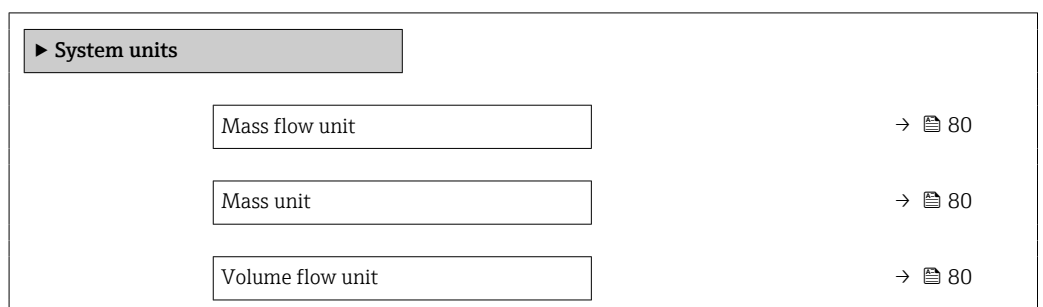 ▶ System units
Mass flow unit → 80
Mass unit → 80
Volume flow unit → 80